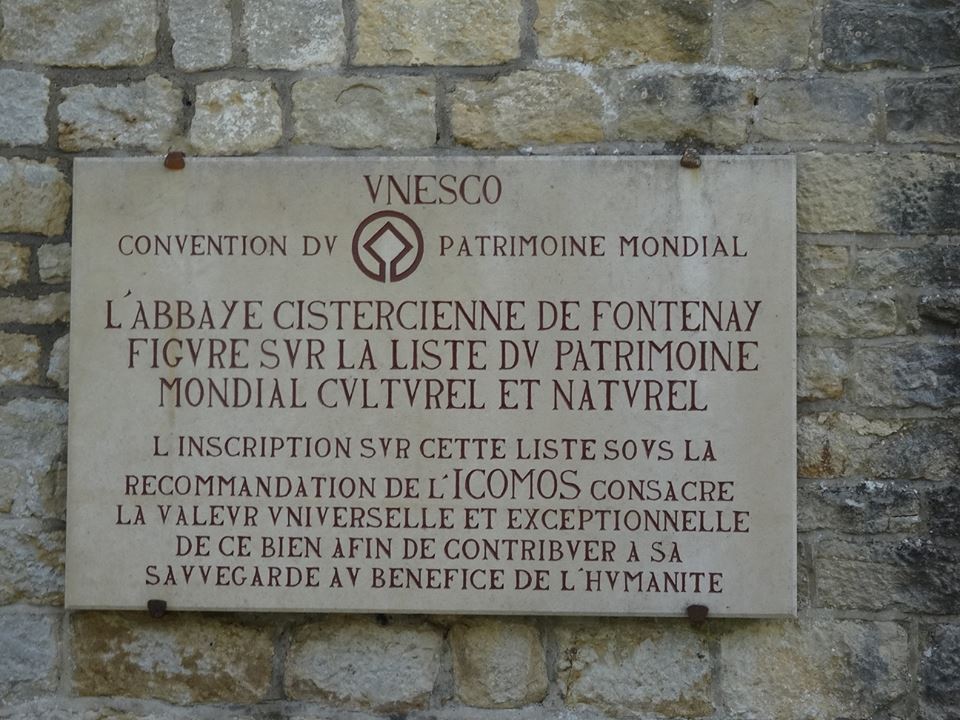 VNESCO
CONVENTION DV PATRIMOINE MONDIAL
L'ABBAYE CISTERCIENNE DE FONTENAY
FIGVRE SVR LA LISTE DV PATRIMOINE
MONDIAL CVLTVREL ET NATVREL
L INSCRIPTION SVR CETTE LISTE SOVS LA
RECOMMANDATION DE L'ICOMOS CONSACRE
LA VALEVR VNIVERSELLE ET EXCEPTIONNELLE
DE CE BIEN AFIN DE CONTRIBVER A SA
SAVVEGARDE AV BENEFICE DE L'HVMANITE